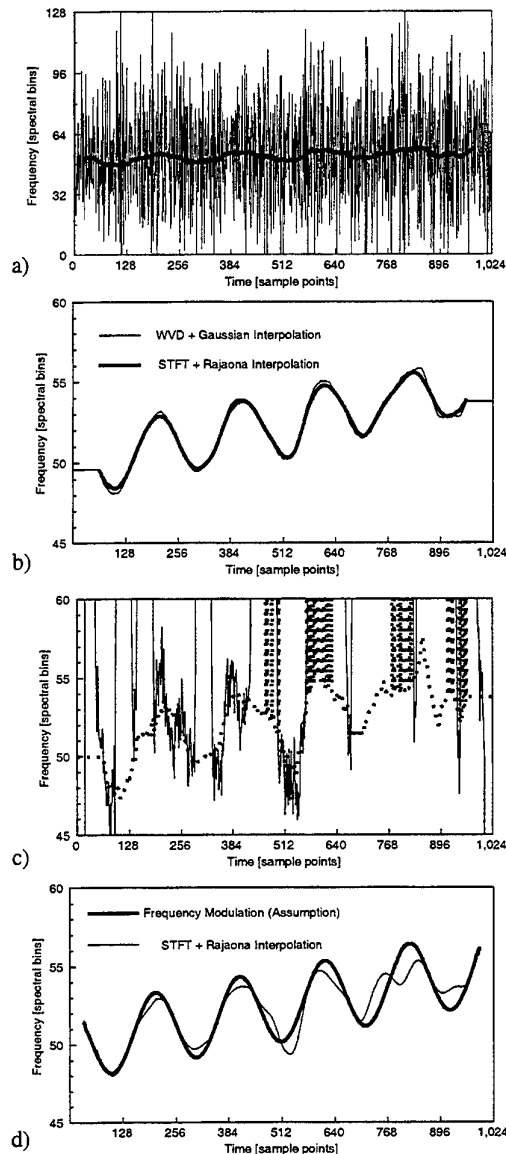 128
96
64
32
0
Frequency [spectral bins]
0 128 256 384 512 640 768 896 1,024
a)
Time [sample points]
60
55
50
45
Frequency [spectral bins]
WVD + Gaussian Interpolation
STFT + Rajaona Interpolation
128 256 384 512 640 768 896 1,024
b)
Time [sample points]
60
55
50
45
Frequency [spectral bins]
0 128 256 384 512 640 768 896 1,024
c)
Time [sample points]
60
55
50
45
Frequency [spectral bins]
Frequency Modulation (Assumption)
STFT + Rajaona Interpolation
128 256 384 512 640 768 896 1,024
d)
Time [sample points]